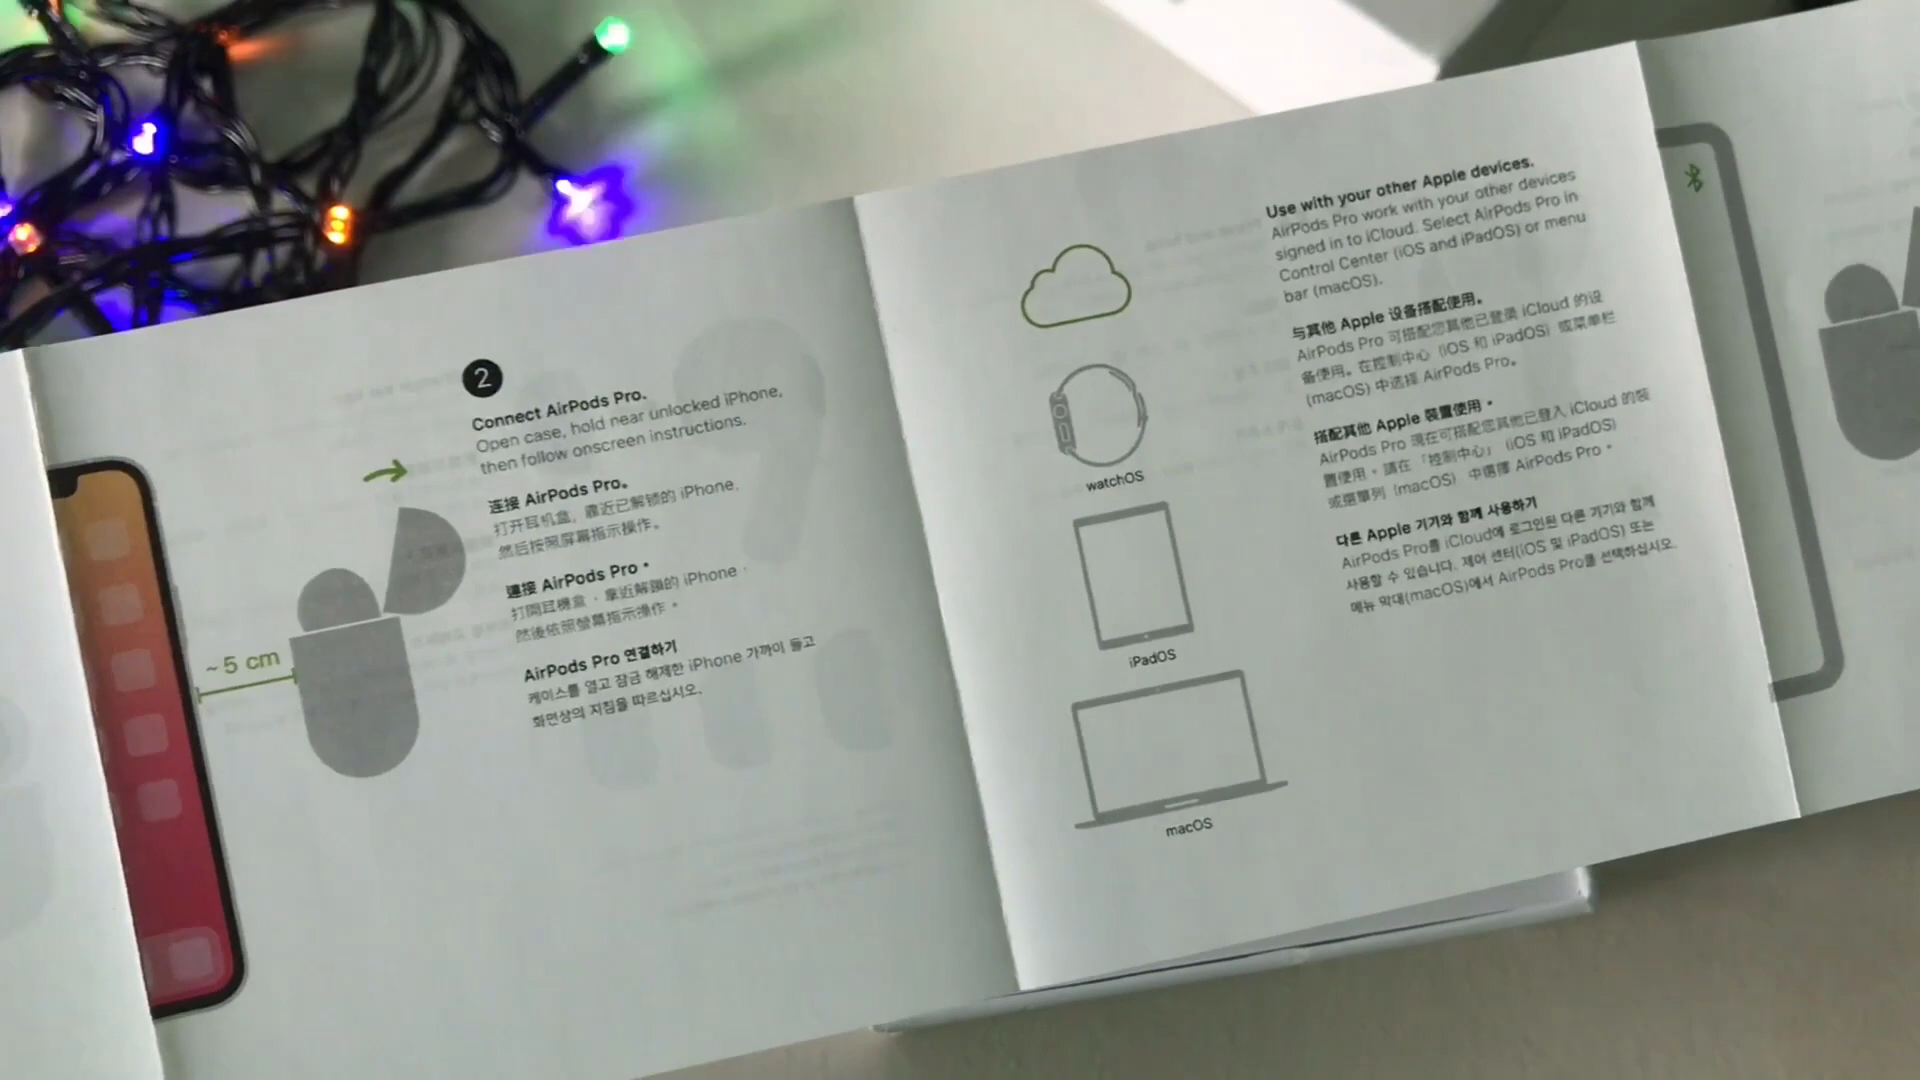 2
Connect AirPods Pro.
Open case, hold near unlocked iPhone,
then follow onscreen instructions.
连接 AirPods Pro。
打开耳机盒，靠近已解锁的 iPhone，
然后按照屏幕指示操作。
連接 AirPods Pro。
打開耳機盒，拿近解鎖的 iPhone，
然後依照螢幕指示操作。
AirPods Pro 연결하기
케이스를 열고 잠금 해제한 iPhone 가까이 들고
화면상의 지침을 따르십시오.
~5 cm
Use with your other Apple devices.
AirPods Pro work with your other devices
signed in to iCloud. Select AirPods Pro in
Control Center (iOS and iPadOS) or menu
bar (macOS).
与其他 Apple 设备搭配使用。
AirPods Pro 可搭配您其他已登录 iCloud 的设
备使用。在控制中心（iOS 和 iPadOS）或菜单栏
(macOS) 中选择 AirPods Pro。
搭配其他 Apple 裝置使用。
AirPods Pro 現在可搭配您其他已登入 iCloud 的裝
置使用。請在「控制中心」（iOS 和 iPadOS）
或選單列（macOS）中選擇 AirPods Pro。
다른 Apple 기기와 함께 사용하기
AirPods Pro를 iCloud에 로그인된 다른 기기와 함께
사용할 수 있습니다. 제어 센터(iOS 및 iPadOS) 또는
메뉴 막대(macOS)에서 AirPods Pro를 선택하십시오.
watchOS
iPadOS
macOS